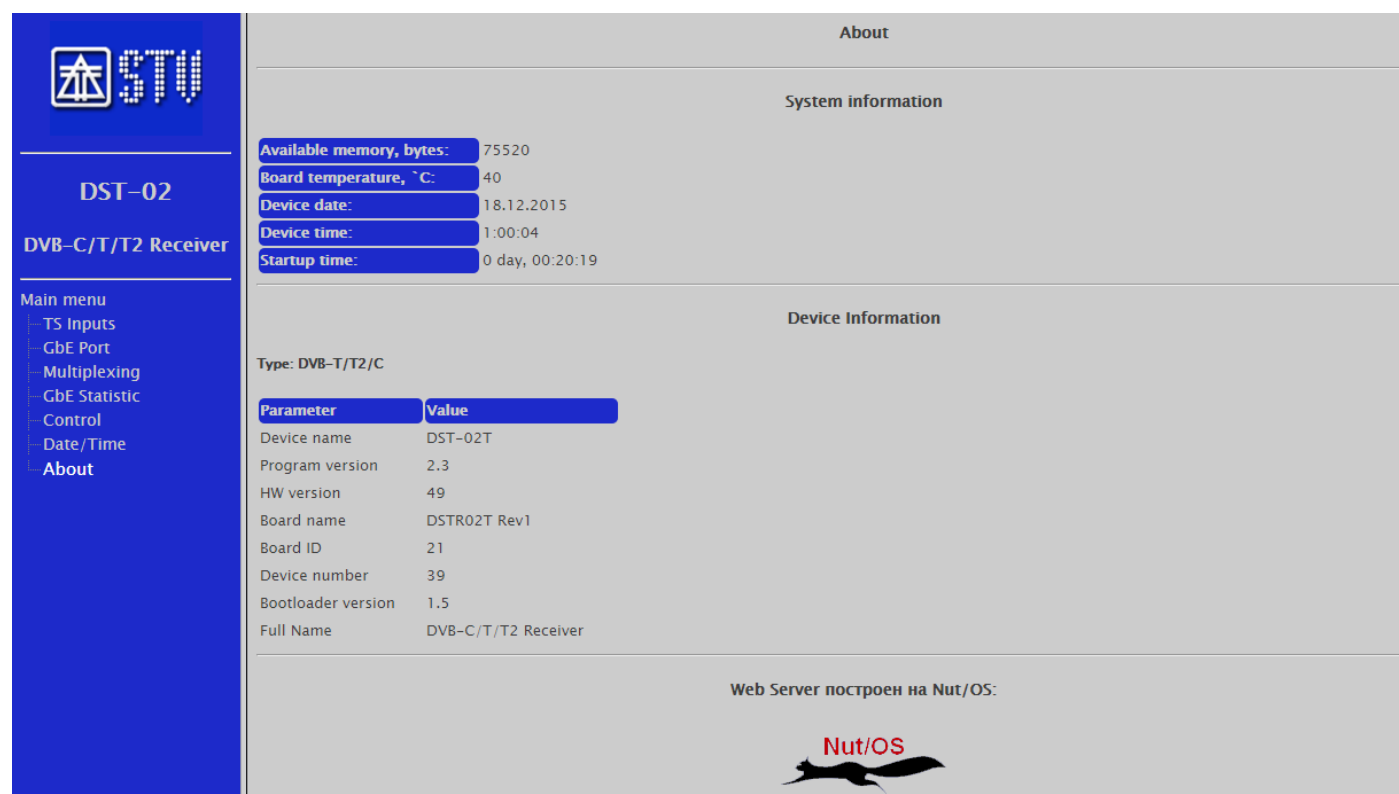 STV
DST-02
DVB-C/T/T2 Receiver
Main menu
TS Inputs
GbE Port
Multiplexing
GbE Statistic
Control
Date/Time
About
About
System information
Available memory, bytes: 75520
Board temperature, `C: 40
Device date: 18.12.2015
Device time: 1:00:04
Startup time: 0 day, 00:20:19
Device Information
Type: DVB-T/T2/C
Parameter Value
Device name DST-02T
Program version 2.3
HW version 49
Board name DSTR02T Rev1
Board ID 21
Device number 39
Bootloader version 1.5
Full Name DVB-C/T/T2 Receiver
Web Server построен на Nut/OS:
Nut/OS